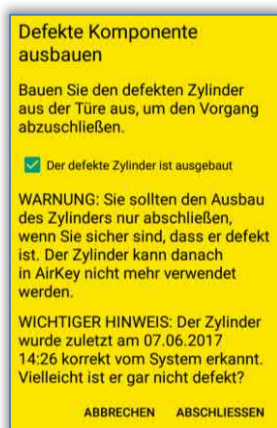 Defekte Komponente
ausbauen
Bauen Sie den defekten Zylinder
aus der Türe aus, um den Vorgang
abzuschließen.
Der defekte Zylinder ist ausgebaut
WARNUNG: Sie sollten den Ausbau
des Zylinders nur abschließen,
wenn Sie sicher sind, dass er defekt
ist. Der Zylinder kann danach
in AirKey nicht mehr verwendet
werden.
WICHTIGER HINWEIS: Der Zylinder
wurde zuletzt am 07.06.2017
14:26 korrekt vom System erkannt.
Vielleicht ist er gar nicht defekt?
ABBRECHEN ABSCHLIESSEN